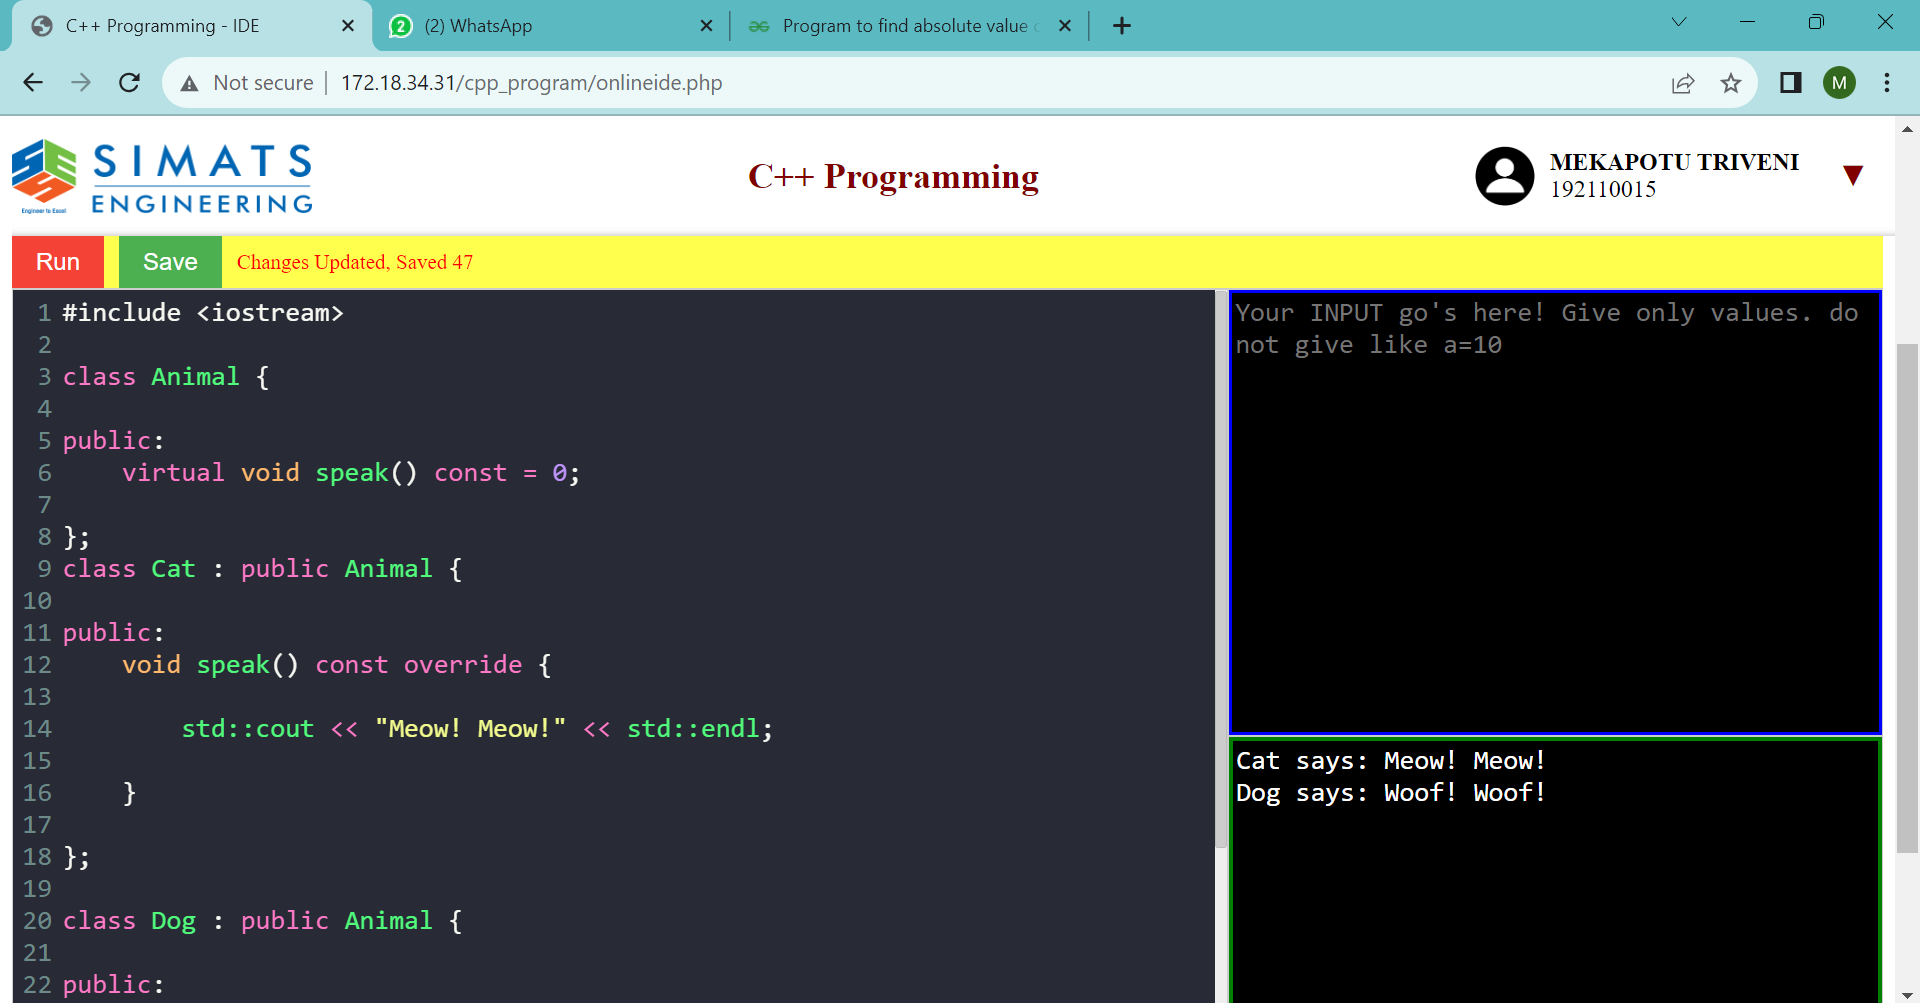 C++ Programming - IDE
2
(2) WhatsApp
Program to find absolute value
Not secure
172.18.34.31/cpp_program/onlineide.php
M
SIMATS
ENGINEERING
Engineer to Excel
C++ Programming
MEKAPOTU TRIVENI
192110015
Run
Save
Changes Updated, Saved 47
1 #include <iostream>
2
3 class Animal {
4
5 public:
6     virtual void speak() const = 0;
7
8 };
9 class Cat : public Animal {
10
11 public:
12     void speak() const override {
13
14         std::cout << "Meow! Meow!" << std::endl;
15
16     }
17
18 };
19
20 class Dog : public Animal {
21
22 public:
Your INPUT go's here! Give only values. do
not give like a=10
Cat says: Meow! Meow!
Dog says: Woof! Woof!